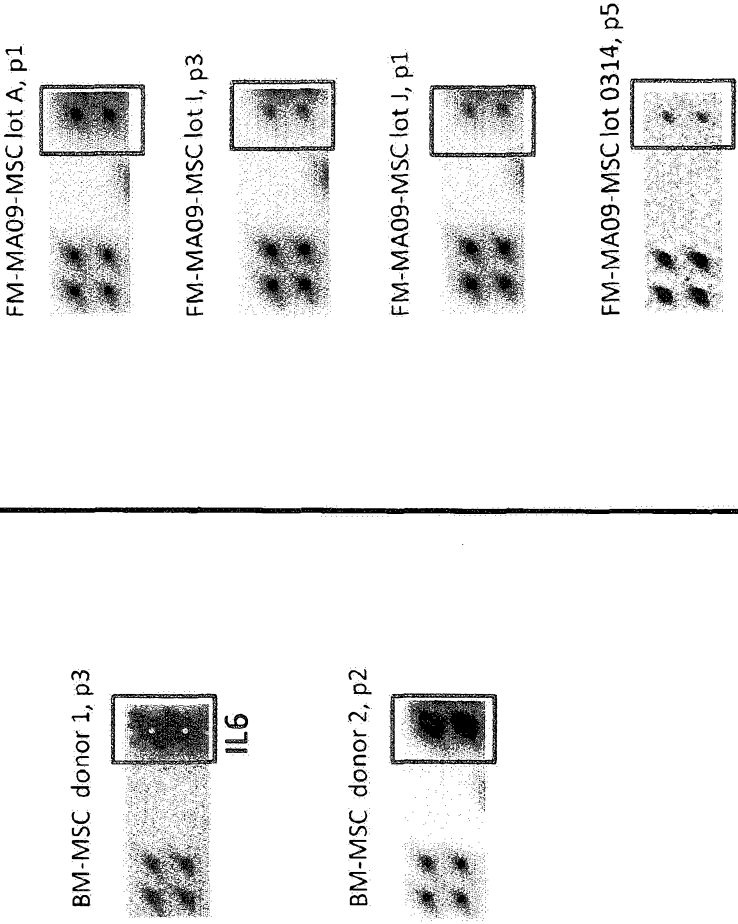 FM-MA09-MSC lot A, p1
FM-MA09-MSC lot I, p3
FM-MA09-MSC lot J, p1
FM-MA09-MSC lot 0314, p5
BM-MSC donor 1, p3
IL6
BM-MSC donor 2, p2